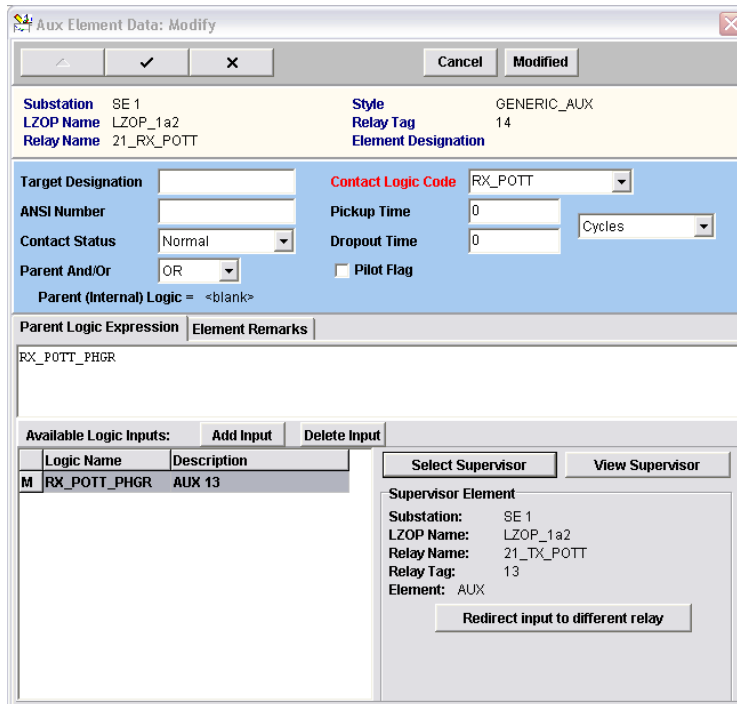 Aux Element Data: Modify
Cancel Modified
Substation SE 1 Style GENERIC_AUX
LZOP Name LZOP_1a2 Relay Tag 14
Relay Name 21_RX_POTT Element Designation
Target Designation Contact Logic Code RX_POTT
ANSI Number Pickup Time 0 Cycles
Contact Status Normal Dropout Time 0
Parent And/Or OR Pilot Flag
Parent (Internal) Logic = <blank>
Parent Logic Expression Element Remarks
RX_POTT_PHGR
Available Logic Inputs: Add Input Delete Input
Logic Name Description
M RX_POTT_PHGR AUX 13
Select Supervisor View Supervisor
Supervisor Element
Substation: SE 1
LZOP Name: LZOP_1a2
Relay Name: 21_TX_POTT
Relay Tag: 13
Element: AUX
Redirect input to different relay